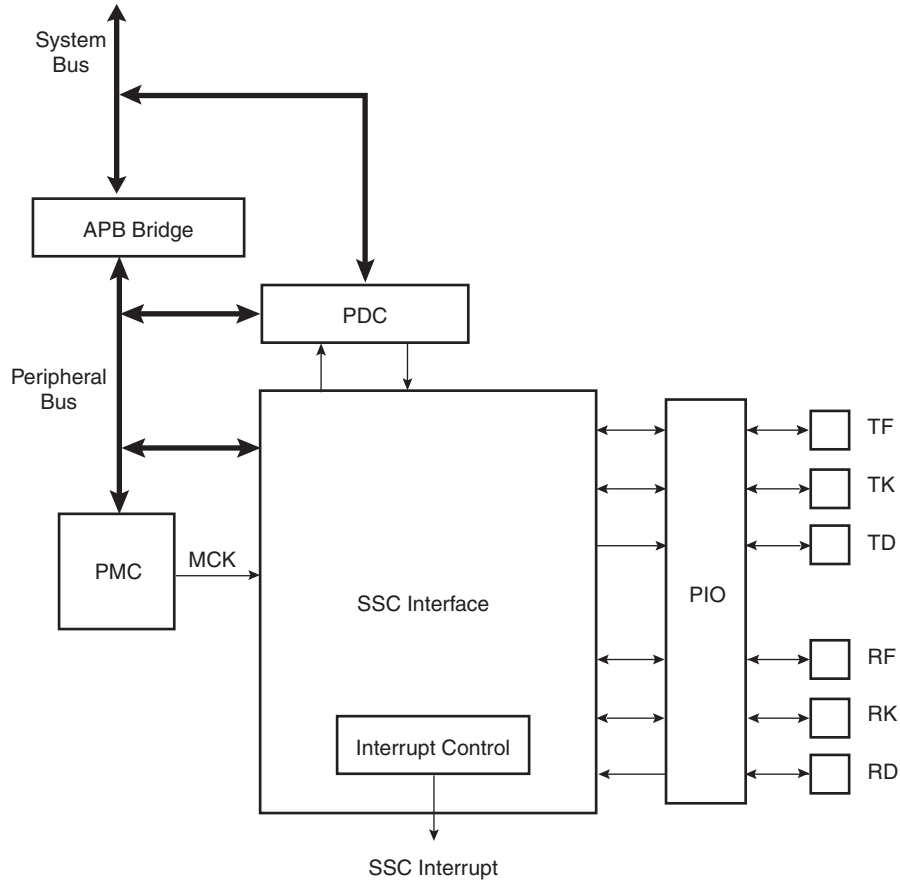 System
Bus
APB Bridge
PDC
Peripheral
Bus
TF
TK
PMC
MCK
TD
SSC Interface
PIO
RF
RK
Interrupt Control
RD
SSC Interrupt